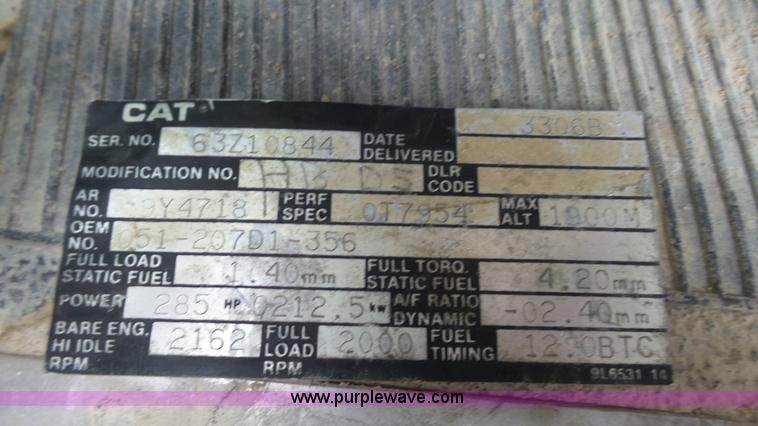 CAT 3306B
SER. NO. 63Z10844 DATE DELIVERED
MODIFICATION NO. DLR CODE
AR NO. 9Y4718 PERF SPEC 0T7954 MAX ALT 1900M
OEM NO. 051-207D1-356
FULL LOAD STATIC FUEL 1.40mm FULL TORQ. STATIC FUEL 4.20mm
POWER 285 HP 0212.5 kw A/F RATIO DYNAMIC -02.40mm
BARE ENG. HI IDLE RPM 2162 FULL LOAD RPM 2000 FUEL TIMING 12.0BTC
9L6531 14
www.purplewave.com